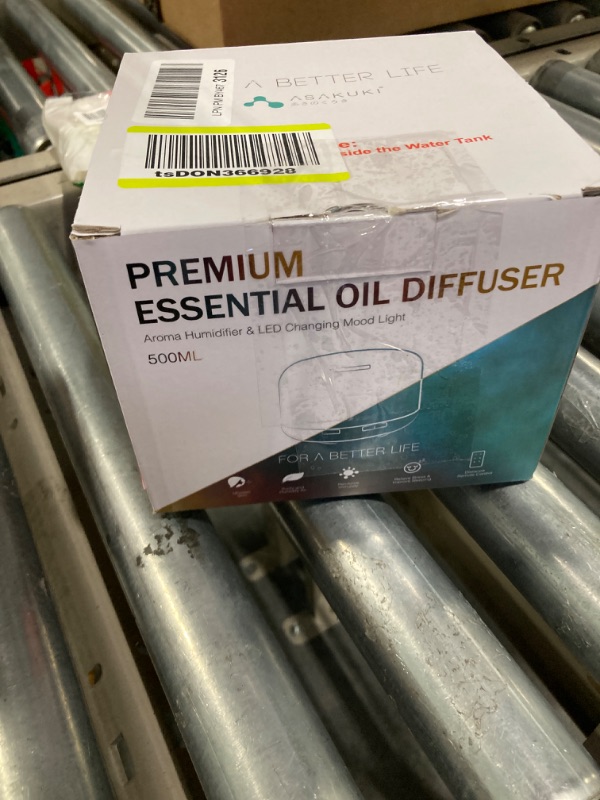 A BETTER LIFE
ASAKUKI
3126
tsDON366928
e:
side the Water Tank
PREMIUM
ESSENTIAL OIL DIFFUSER
Aroma Humidifier & LED Changing Mood Light
500ML
FOR A BETTER LIFE